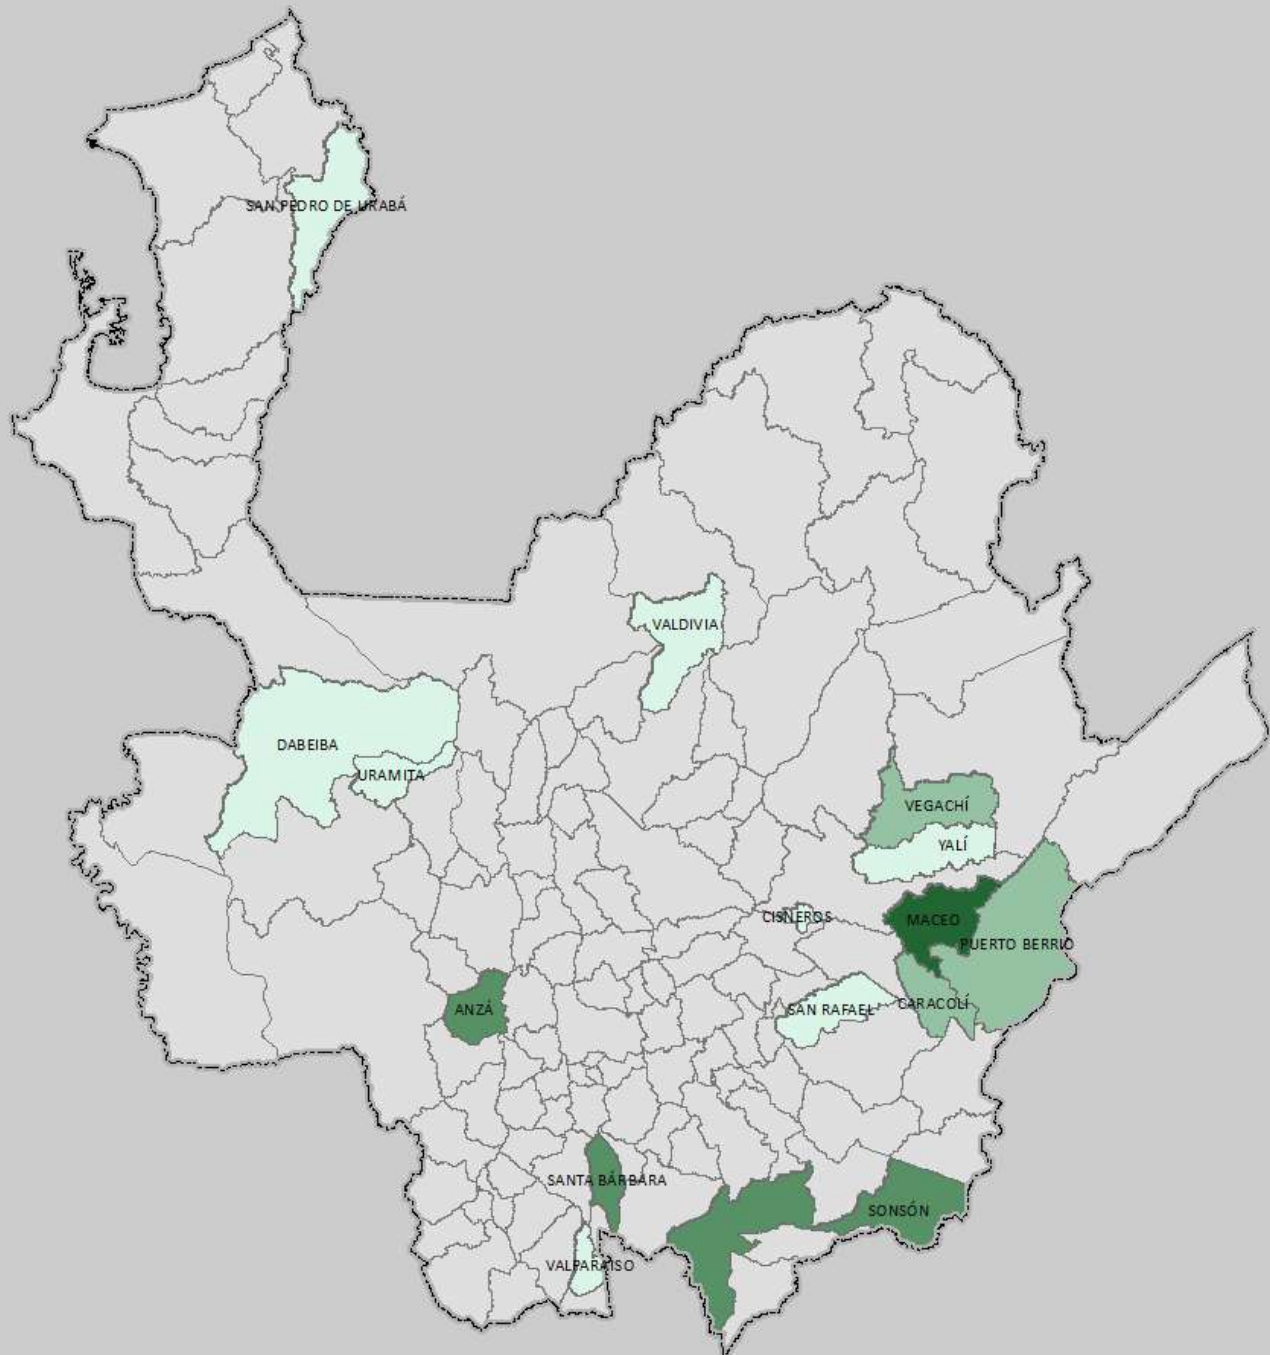 SAN PEDRO DE URABÁ
VALDIVIA
DABEIBA
URAMITA
VEGACHÍ
YALÍ
CISNEROS
MACEO
PUERTO BERRIO
ANZÁ
SAN RAFAEL
CARACOLÍ
SANTA BÁRBARA
SONSÓN
VALPARAISO